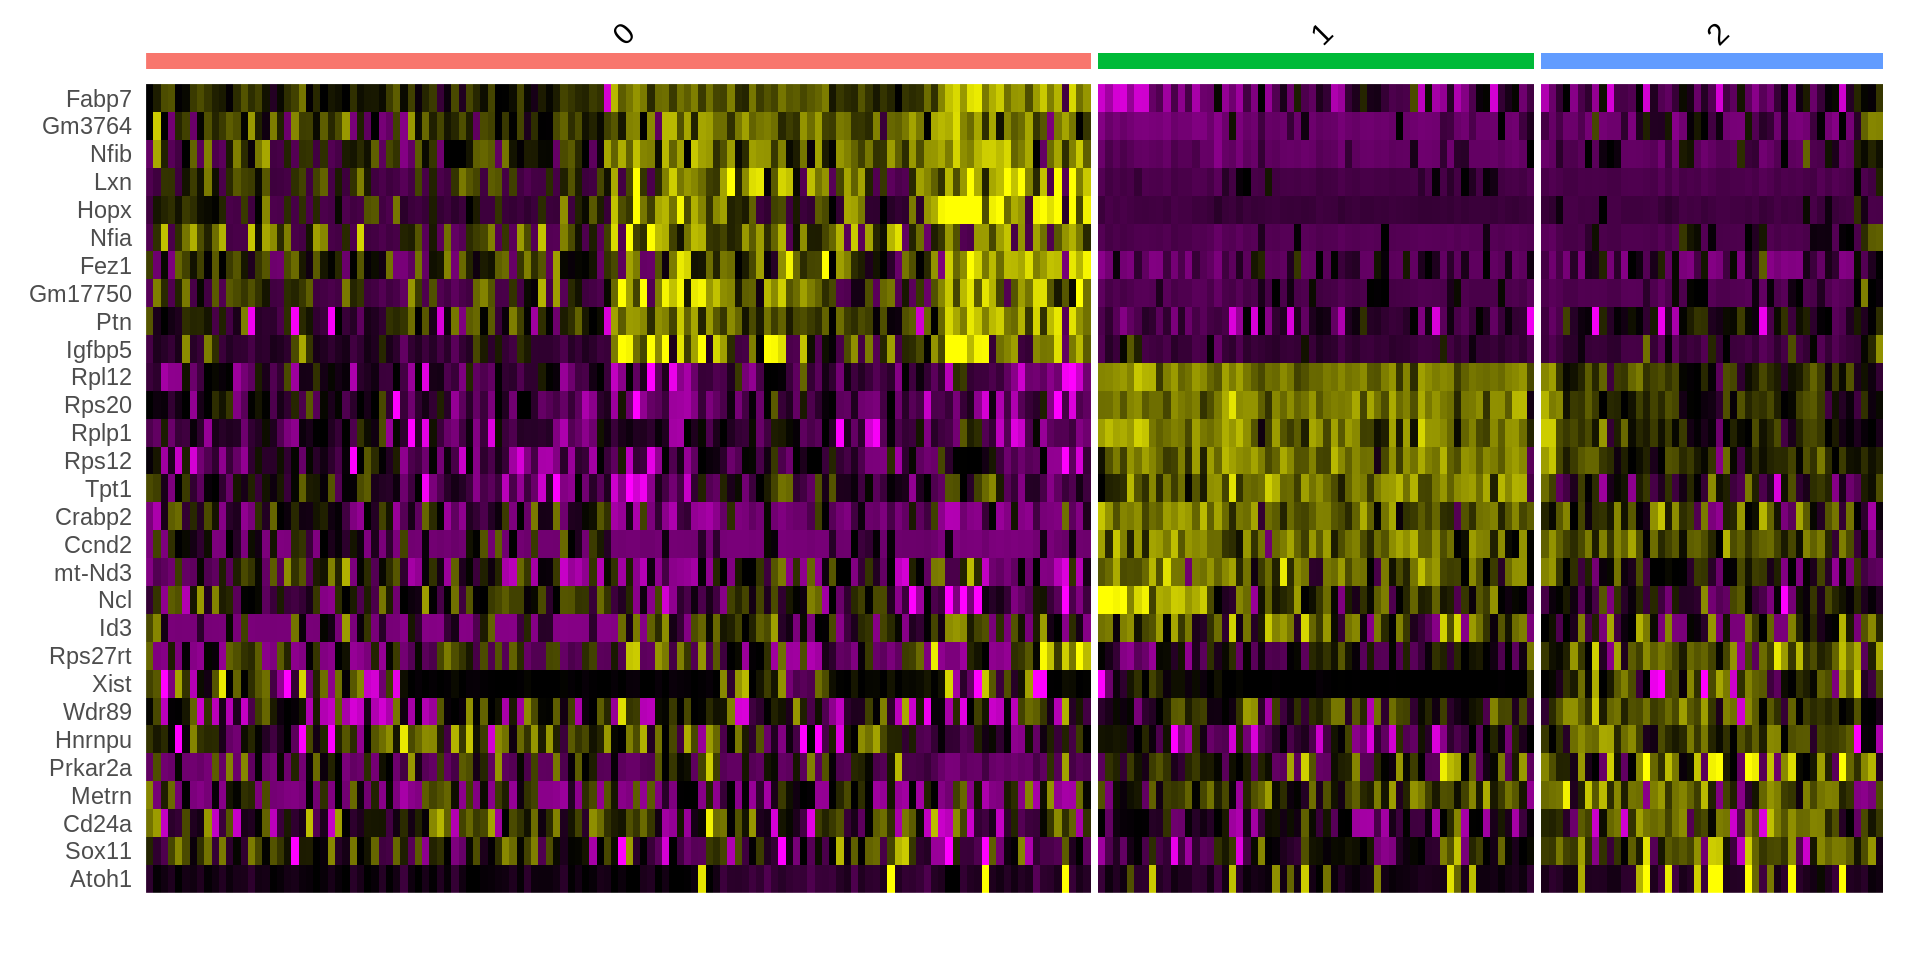 0
1
2
Fabp7
Gm3764
Nfib
Lxn
Hopx
Nfia
Fez1
Gm17750
Ptn
Igfbp5
Rpl12
Rps20
Rplp1
Rps12
Tpt1
Crabp2
Ccnd2
mt-Nd3
Ncl
Id3
Rps27rt
Xist
Wdr89
Hnrnpu
Prkar2a
Metrn
Cd24a
Sox11
Atoh1